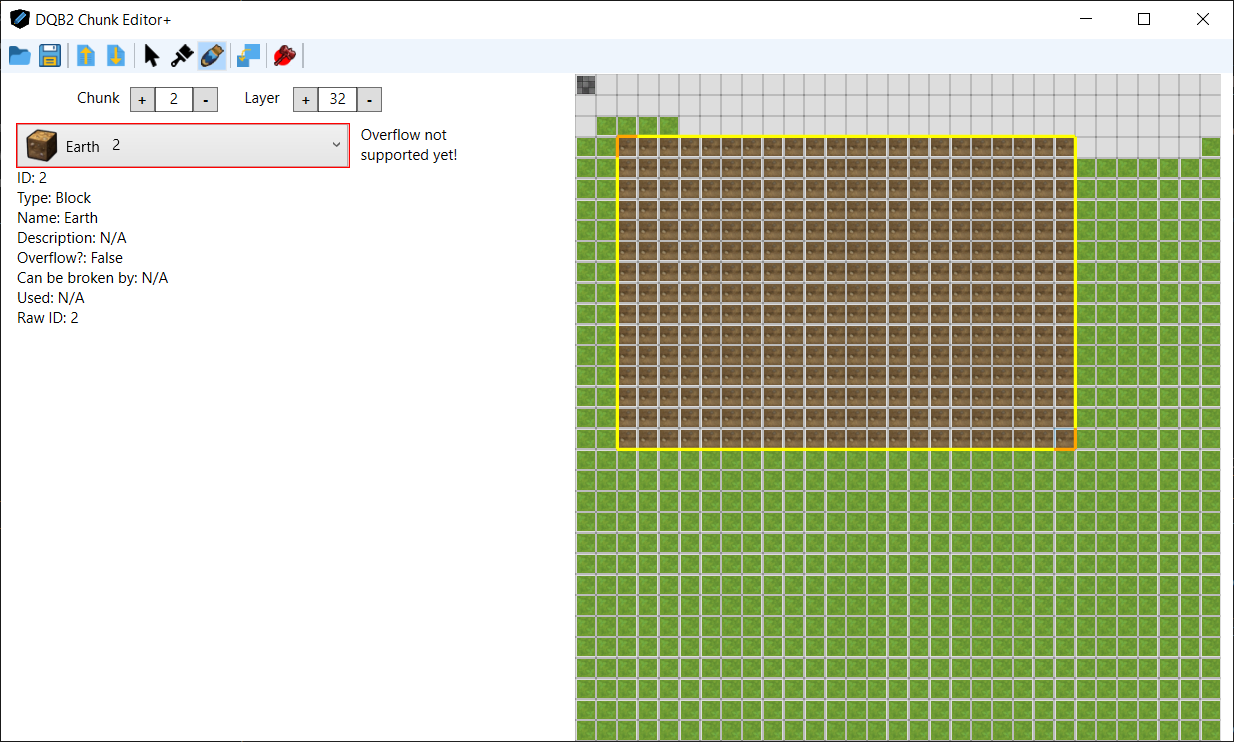 DQB2 Chunk Editor+
Chunk + 2 - Layer + 32 -
Earth 2
Overflow not
supported yet!
ID: 2
Type: Block
Name: Earth
Description: N/A
Overflow?: False
Can be broken by: N/A
Used: N/A
Raw ID: 2